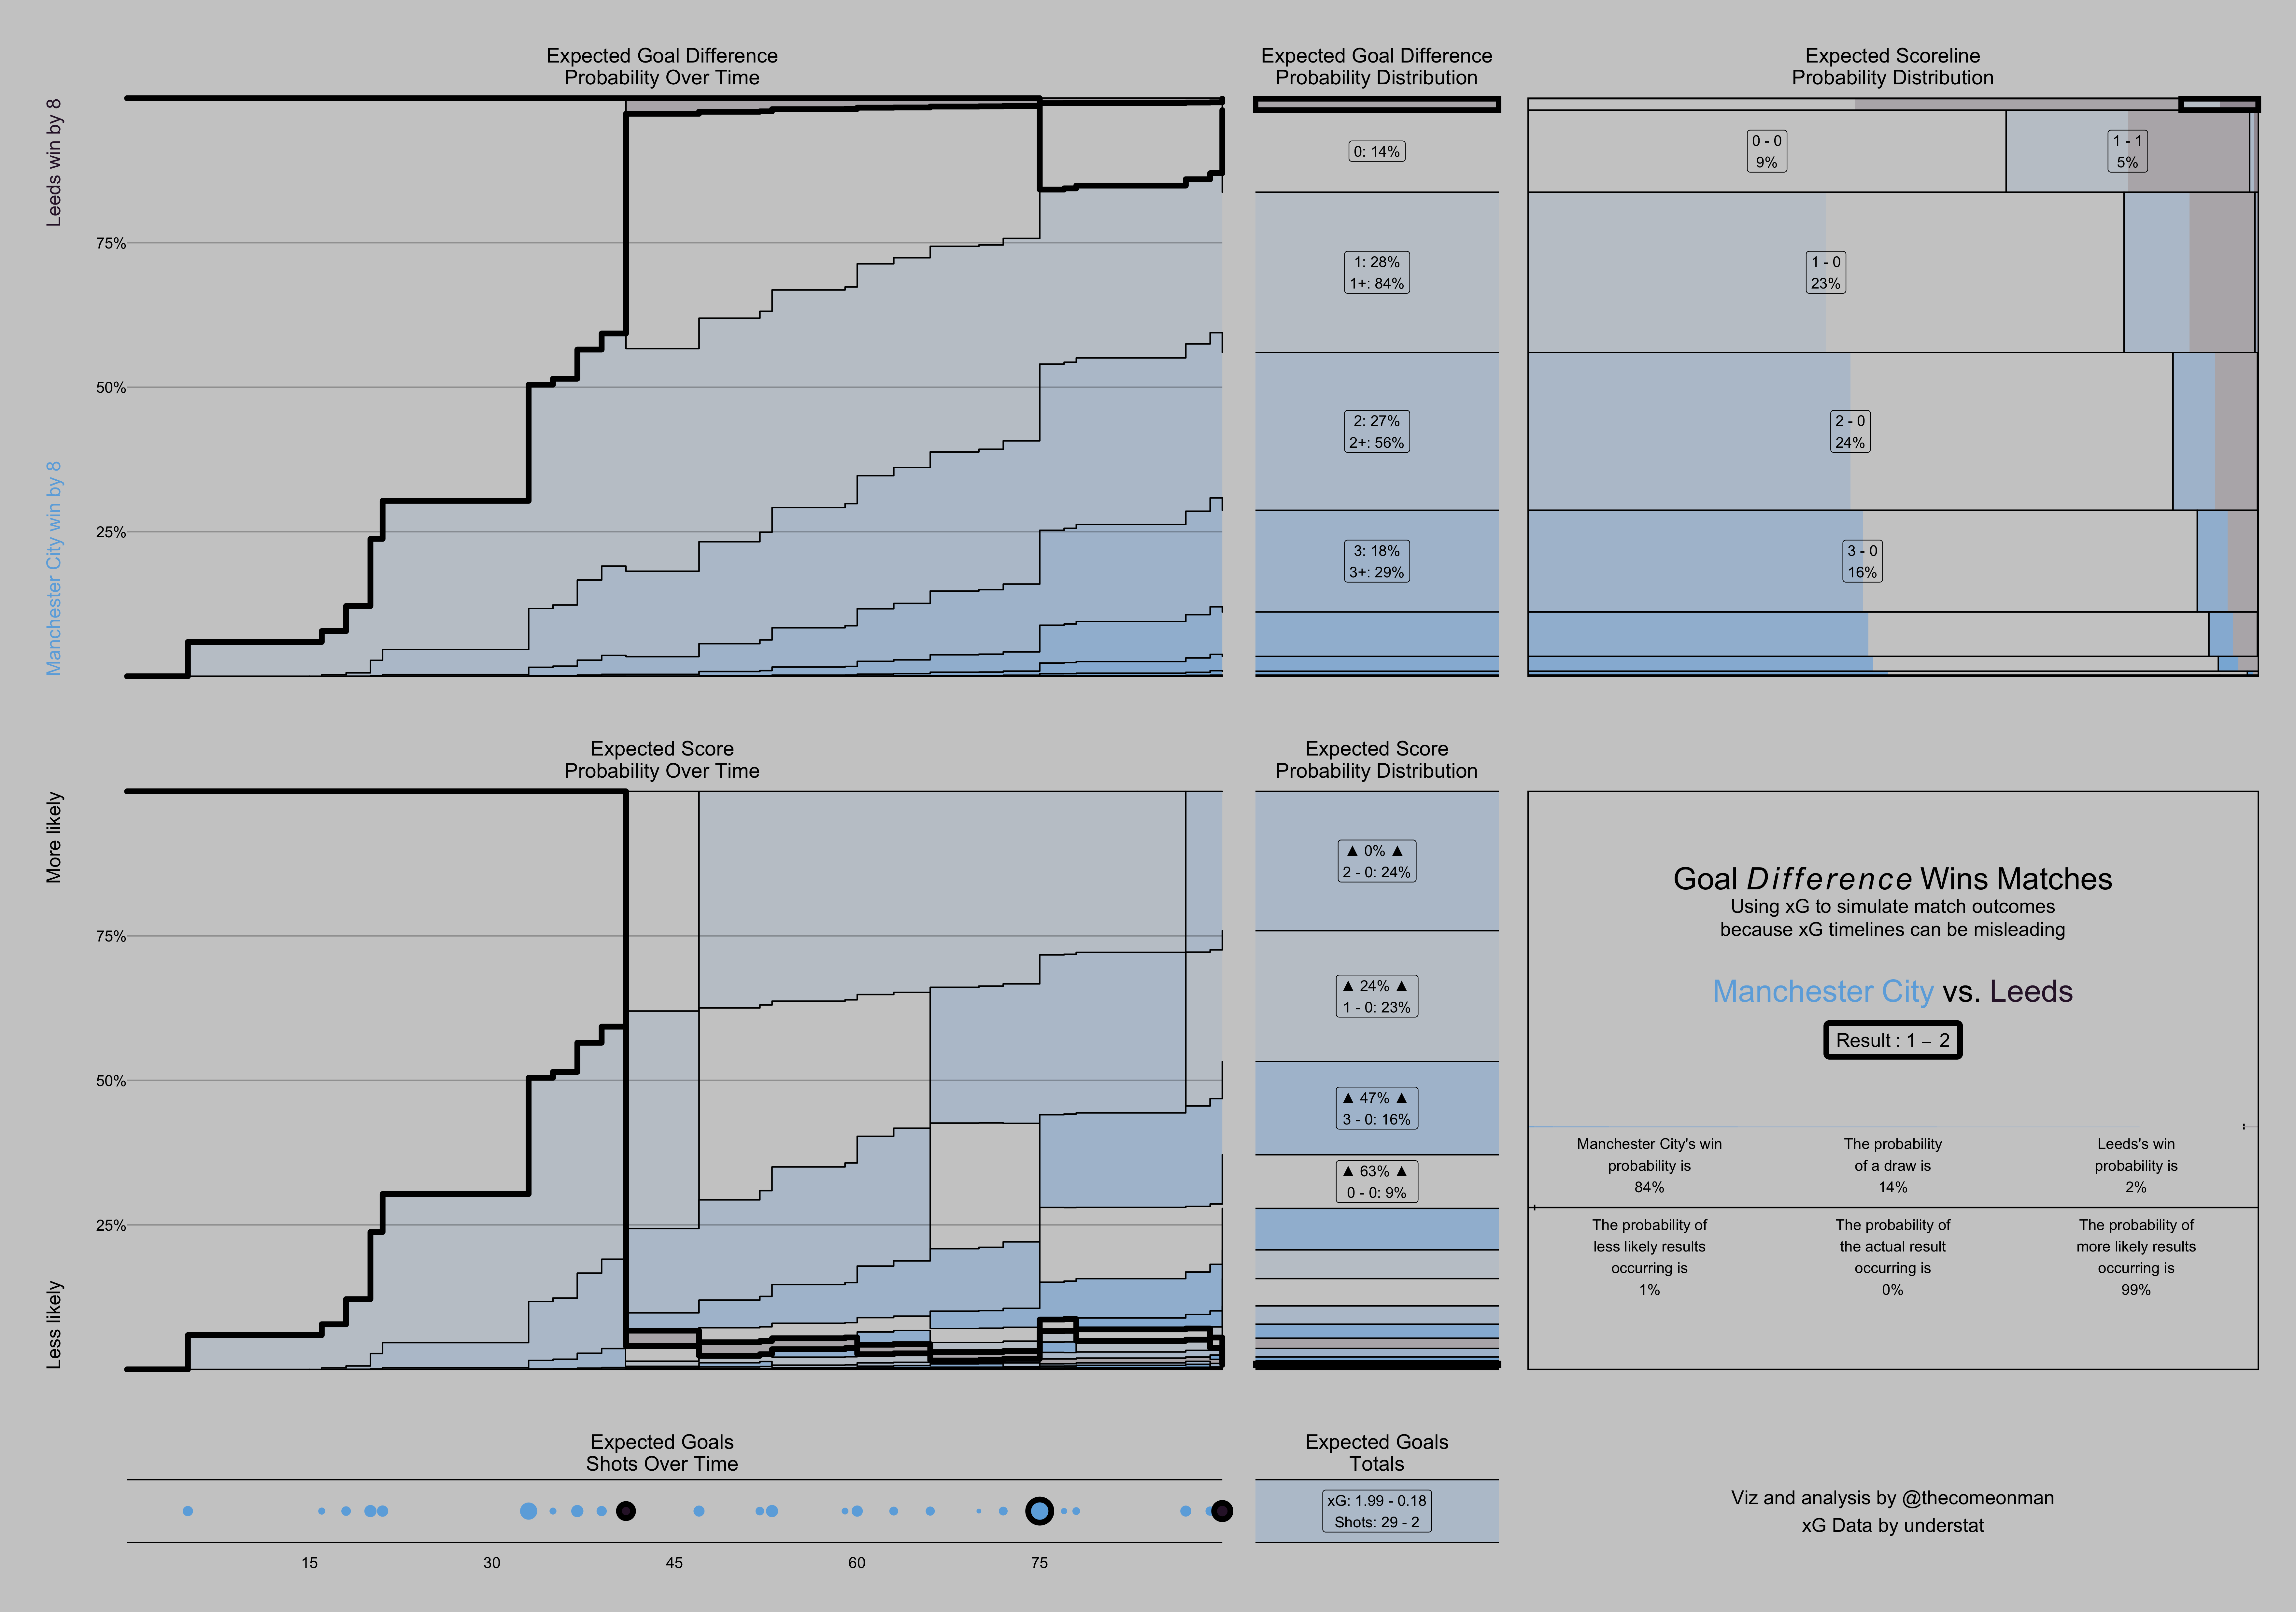 Expected Goal Difference
Probability Over Time
Expected Goal Difference
Probability Distribution
Expected Scoreline
Probability Distribution
Leeds win by 8
Manchester City win by 8
75%
50%
25%
0: 14%
1: 28%
1+: 84%
2: 27%
2+: 56%
3: 18%
3+: 29%
0 - 0
9%
1 - 1
5%
1 - 0
23%
2 - 0
24%
3 - 0
16%
Expected Score
Probability Over Time
Expected Score
Probability Distribution
More likely
Less likely
75%
50%
25%
▲ 0% ▲
2 - 0: 24%
▲ 24% ▲
1 - 0: 23%
▲ 47% ▲
3 - 0: 16%
▲ 63% ▲
0 - 0: 9%
Goal Difference Wins Matches
Using xG to simulate match outcomes
because xG timelines can be misleading
Manchester City vs. Leeds
Result : 1 – 2
Manchester City's win
probability is
84%
The probability
of a draw is
14%
Leeds's win
probability is
2%
The probability of
less likely results
occurring is
1%
The probability of
the actual result
occurring is
0%
The probability of
more likely results
occurring is
99%
Expected Goals
Shots Over Time
15
30
45
60
75
Expected Goals
Totals
xG: 1.99 - 0.18
Shots: 29 - 2
Viz and analysis by @thecomeonman
xG Data by understat